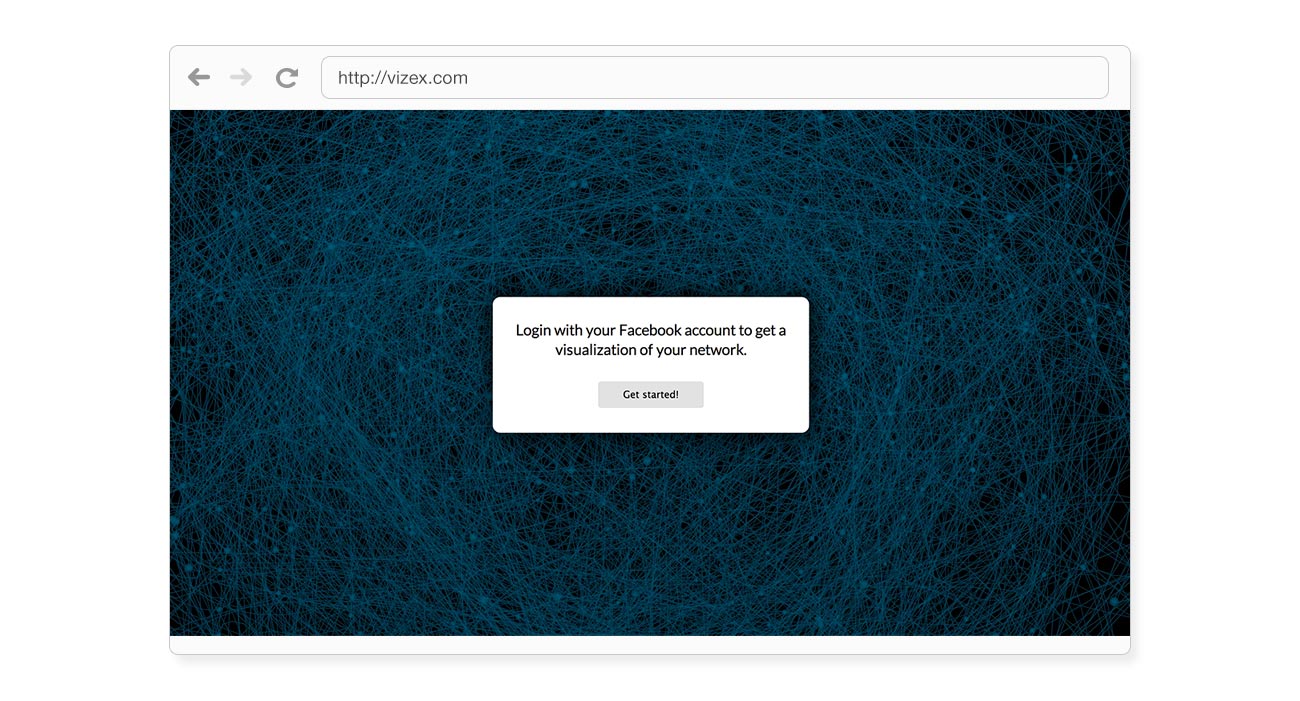 http://vizex.com
Login with your Facebook account to get a
visualization of your network.
Get started!